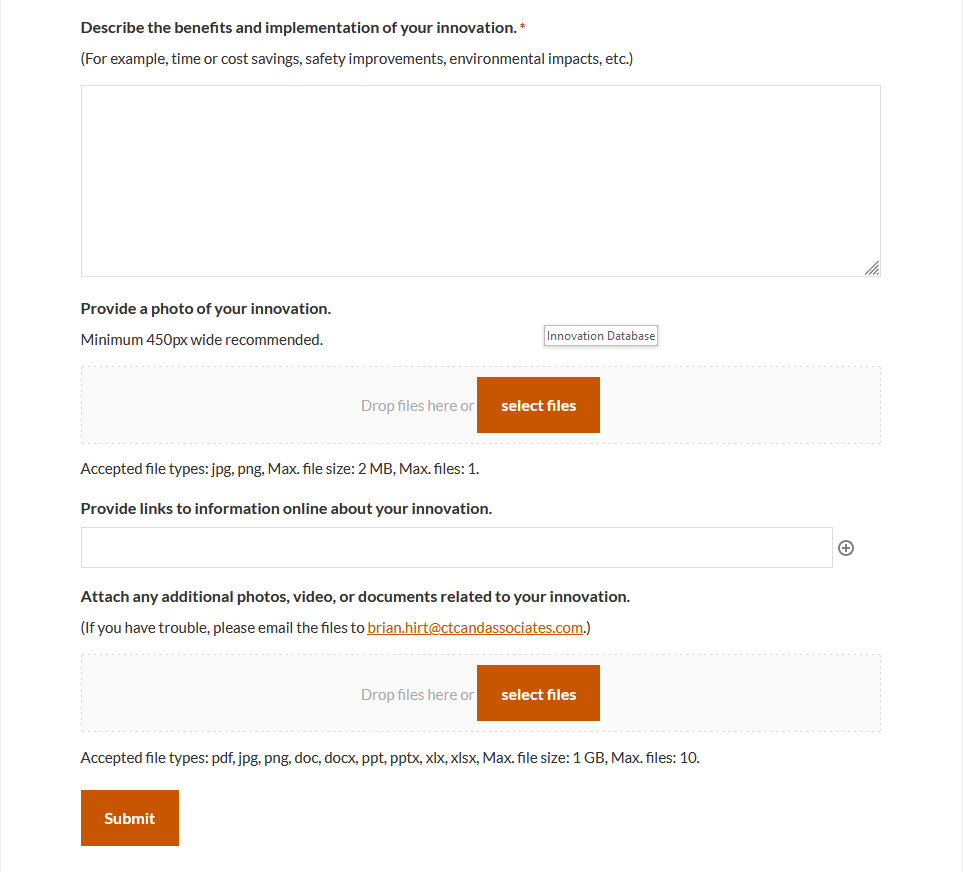 Describe the benefits and implementation of your innovation. *
(For example, time or cost savings, safety improvements, environmental impacts, etc.)
Provide a photo of your innovation.
Minimum 450px wide recommended.
Innovation Database
Drop files here or select files
Accepted file types: jpg, png, Max. file size: 2 MB, Max. files: 1.
Provide links to information online about your innovation.
Attach any additional photos, video, or documents related to your innovation.
(If you have trouble, please email the files to brian.hirt@ctcandassociates.com.)
Drop files here or select files
Accepted file types: pdf, jpg, png, doc, docx, ppt, pptx, xlx, xlsx, Max. file size: 1 GB, Max. files: 10.
Submit